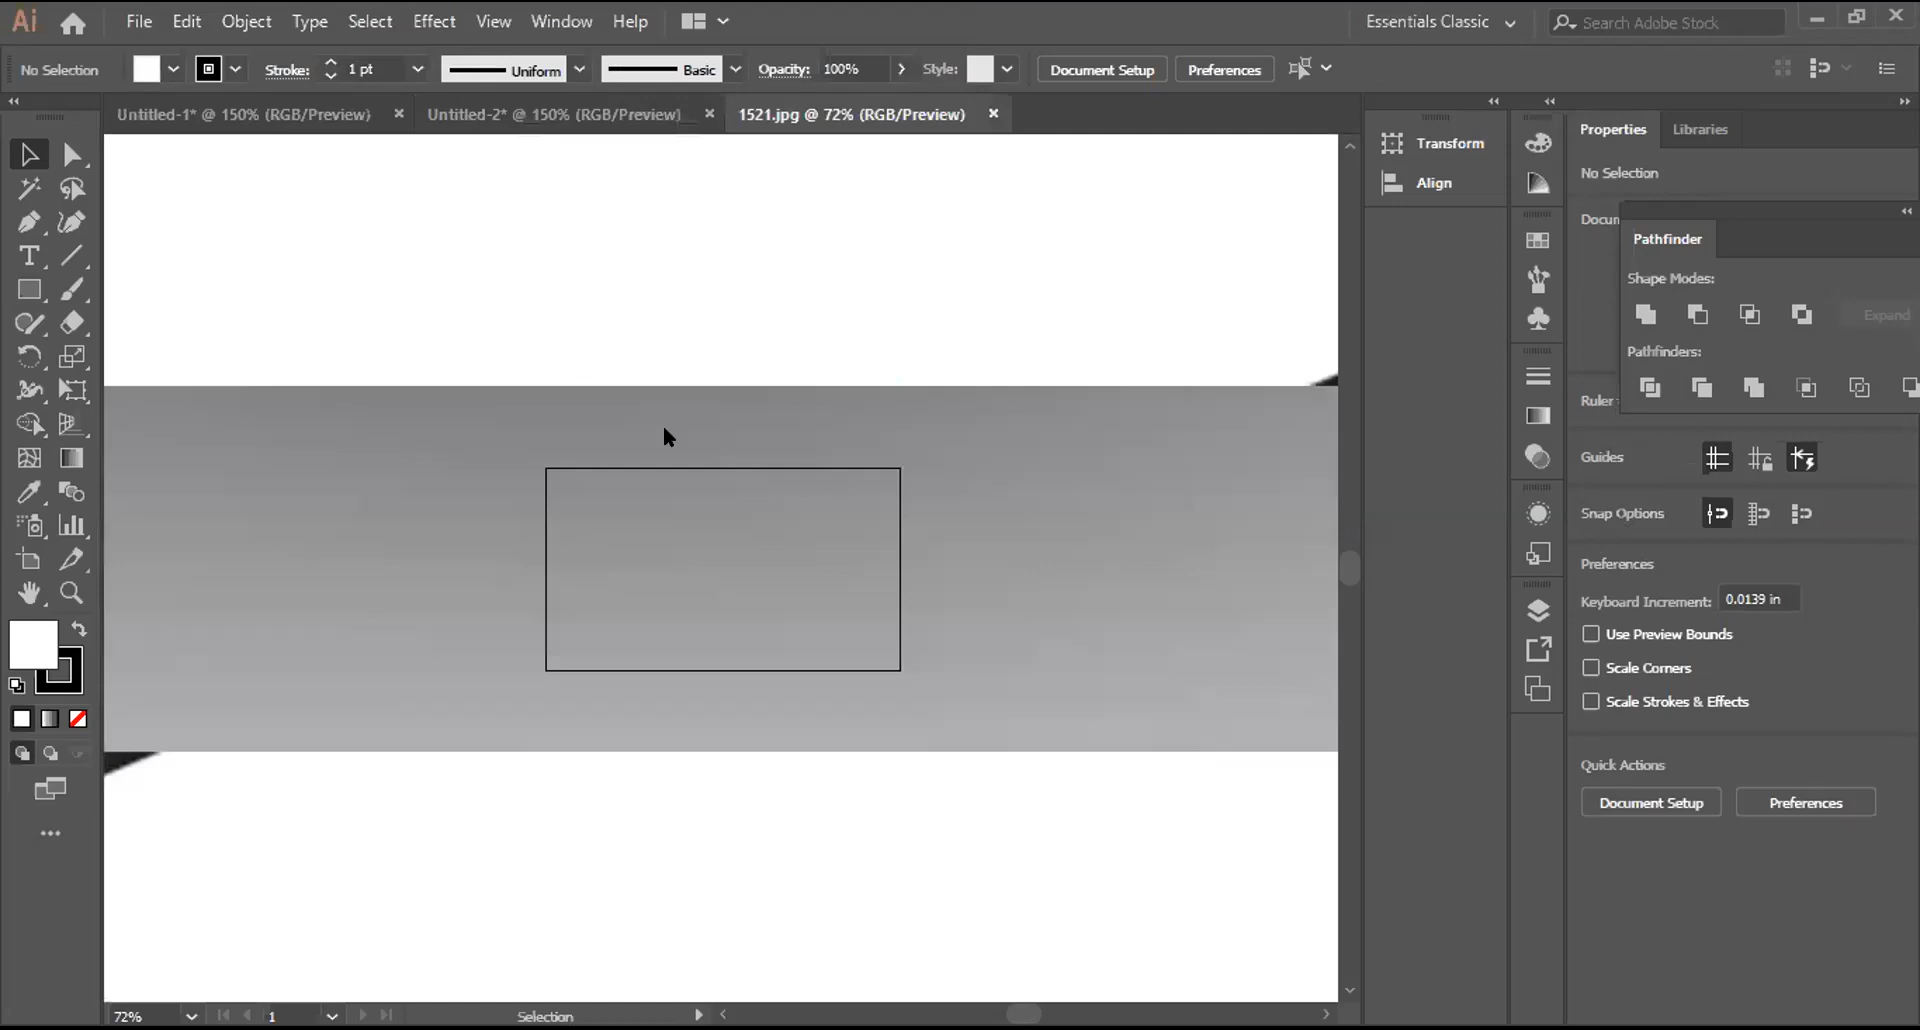 Ai File Edit Object Type Select Effect View Window Help Essentials Classic Search Adobe Stock
No Selection Stroke: 1 pt Uniform Basic Opacity: 100% Style: Document Setup Preferences
Untitled-1* @ 150% (RGB/Preview) Untitled-2* @ 150% (RGB/Preview) 1521.jpg @ 72% (RGB/Preview)
Transform
Align
Properties Libraries
No Selection
Docum
Pathfinder
Shape Modes:
Expand
Pathfinders:
Ruler
Guides
Snap Options
Preferences
Keyboard Increment: 0.0139 in
Use Preview Bounds
Scale Corners
Scale Strokes & Effects
Quick Actions
Document Setup Preferences
72% 1 Selection